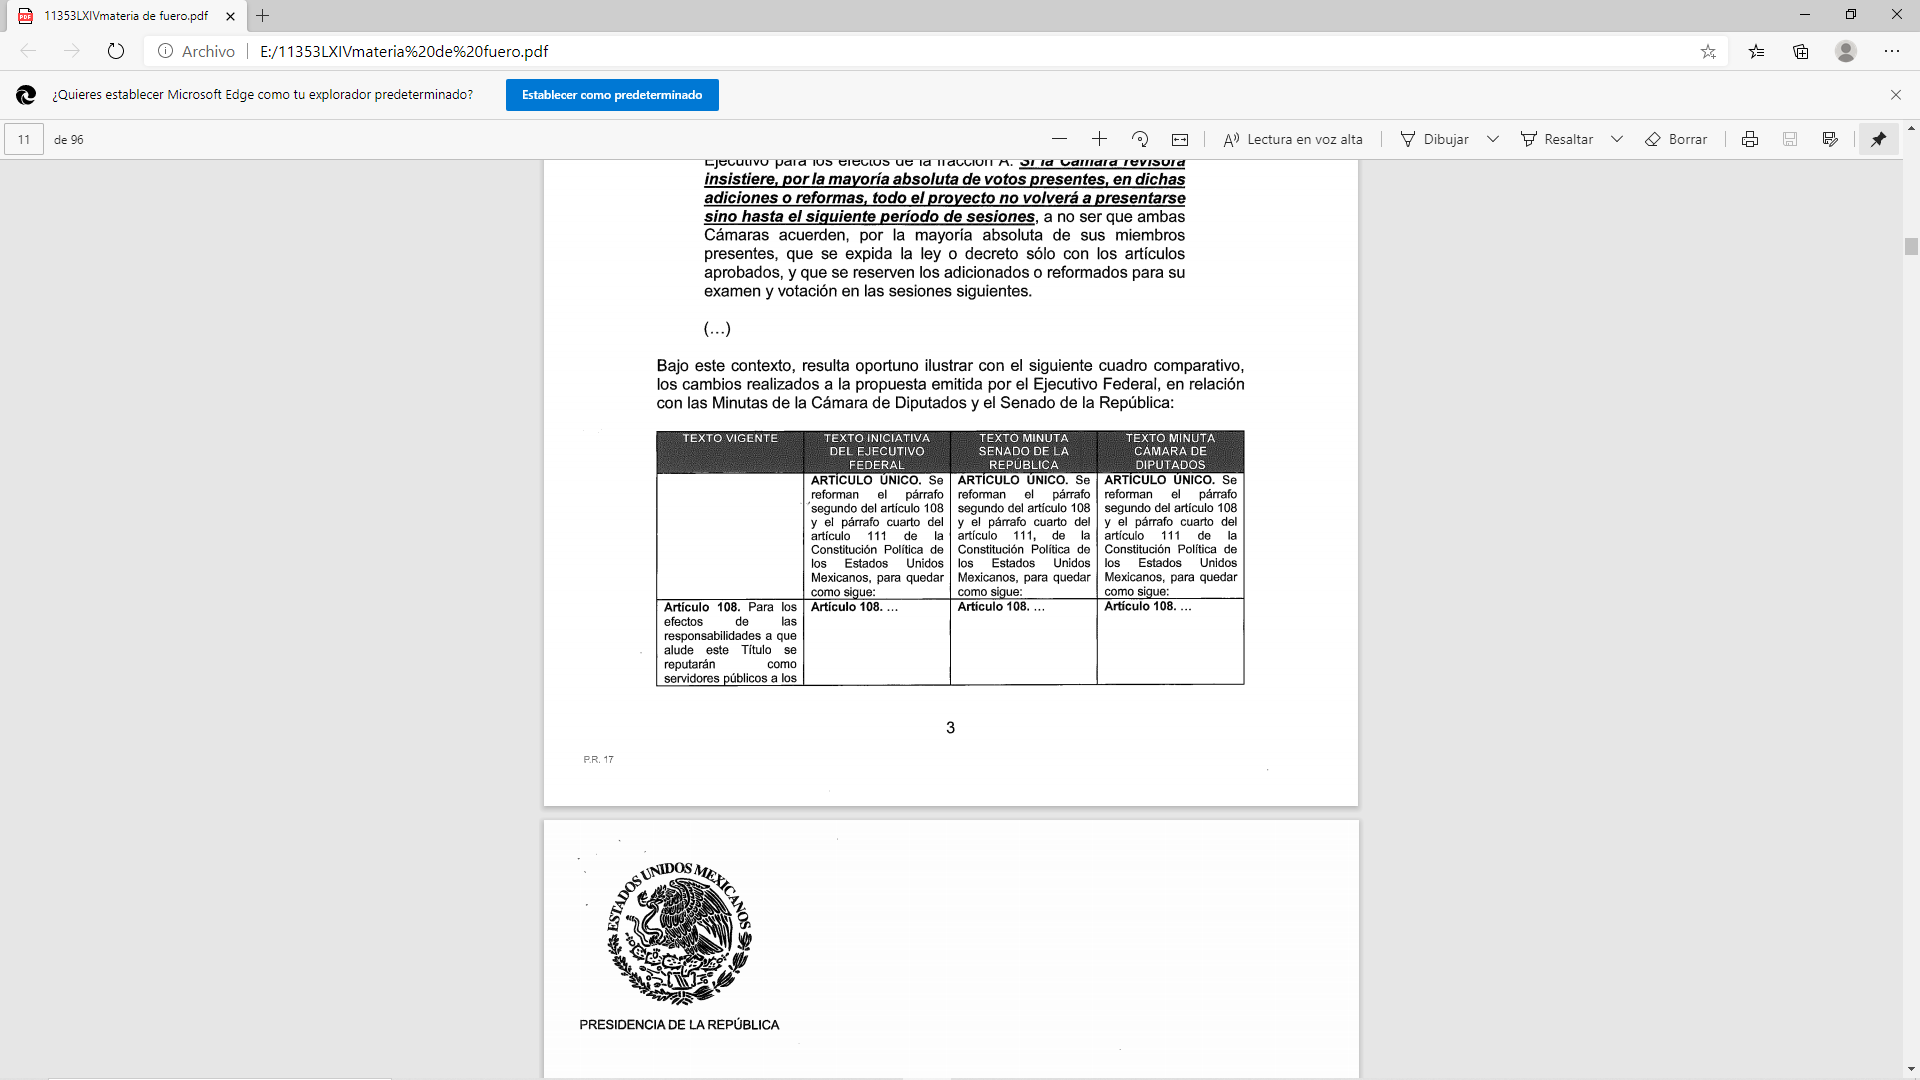 11353LXIVmateria de fuero.pdf
Archivo
E:/11353LXIVmateria%20de%20fuero.pdf
¿Quieres establecer Microsoft Edge como tu explorador predeterminado?
Establecer como predeterminado
11 de 96
Lectura en voz alta
Dibujar
Resaltar
Borrar
Ejecutivo para los efectos de la fracción A. Si la Cámara revisora
insistiere, por la mayoría absoluta de votos presentes, en dichas
adiciones o reformas, todo el proyecto no volverá a presentarse
sino hasta el siguiente período de sesiones, a no ser que ambas
Cámaras acuerden, por la mayoría absoluta de sus miembros
presentes, que se expida la ley o decreto sólo con los artículos
aprobados, y que se reserven los adicionados o reformados para su
examen y votación en las sesiones siguientes.
(...)
Bajo este contexto, resulta oportuno ilustrar con el siguiente cuadro comparativo,
los cambios realizados a la propuesta emitida por el Ejecutivo Federal, en relación
con las Minutas de la Cámara de Diputados y el Senado de la República:
TEXTO VIGENTE
TEXTO INICIATIVA
DEL EJECUTIVO
FEDERAL
TEXTO MINUTA
SENADO DE LA
REPÚBLICA
TEXTO MINUTA
CÁMARA DE
DIPUTADOS
ARTÍCULO ÚNICO. Se
reforman el párrafo
segundo del artículo 108
y el párrafo cuarto del
artículo 111 de la
Constitución Política de
los Estados Unidos
Mexicanos, para quedar
como sigue:
ARTÍCULO ÚNICO. Se
reforman el párrafo
segundo del artículo 108
y el párrafo cuarto del
artículo 111, de la
Constitución Política de
los Estados Unidos
Mexicanos, para quedar
como sigue:
ARTÍCULO ÚNICO. Se
reforman el párrafo
segundo del artículo 108
y el párrafo cuarto del
artículo 111 de la
Constitución Política de
los Estados Unidos
Mexicanos, para quedar
como sigue:
Artículo 108. Para los
efectos de las
responsabilidades a que
alude este Título se
reputarán como
servidores públicos a los
Artículo 108. ...
Artículo 108. ...
Artículo 108. ...
3
P.R. 17
ESTADOS UNIDOS MEXICANOS
PRESIDENCIA DE LA REPÚBLICA